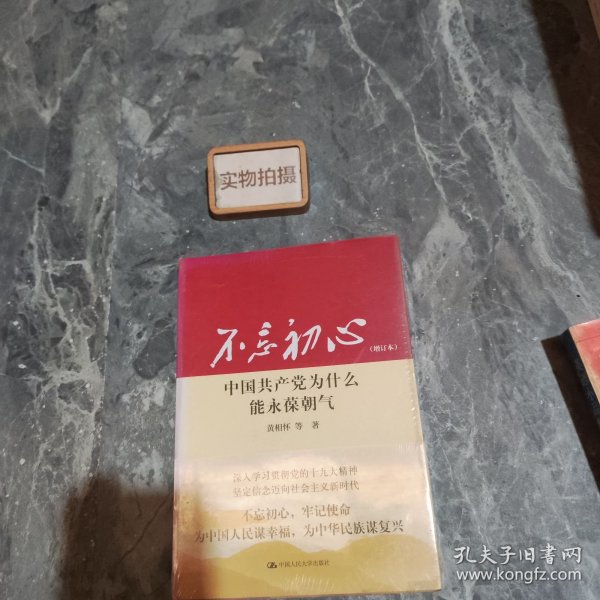 实物拍摄
不忘初心
(增订本)
中国共产党为什么
能永葆朝气
黄相怀 等 著
深入学习贯彻党的十九大精神
坚定信念迈向社会主义新时代
不忘初心，牢记使命
为中国人民谋幸福，为中华民族谋复兴
中国人民大学出版社
孔夫子旧书网
www.kongfz.com